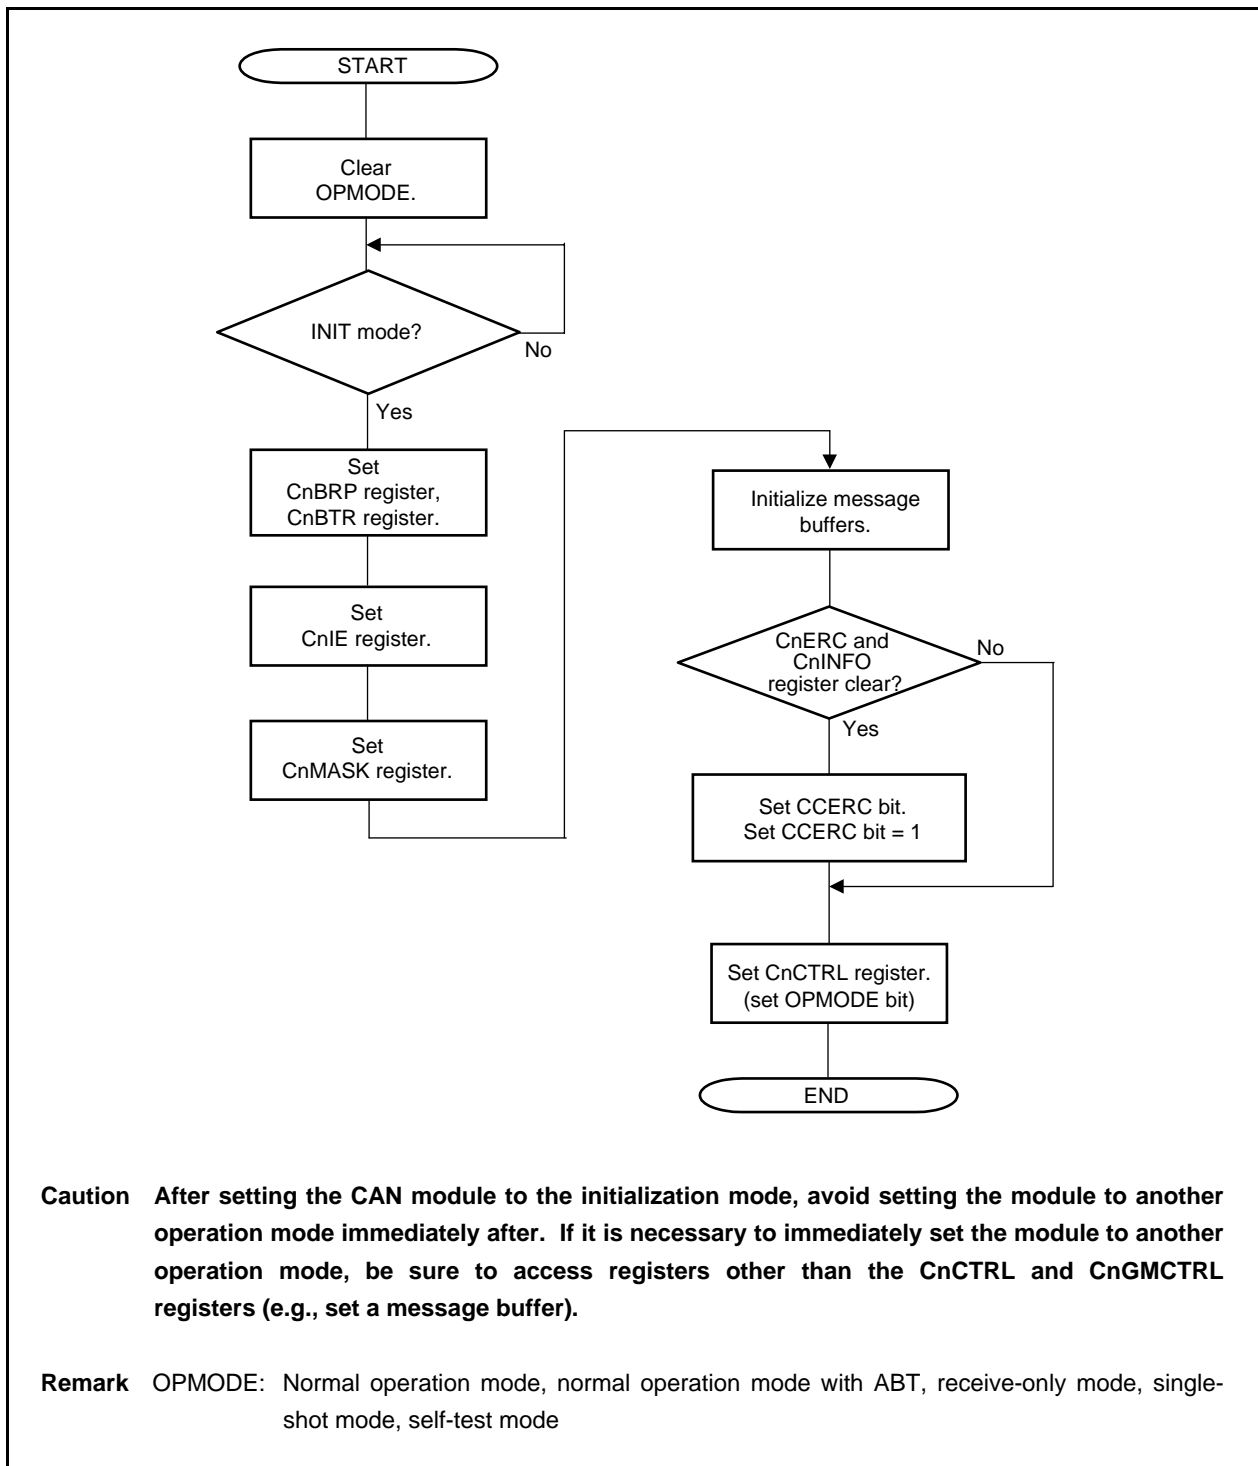 START
Clear
OPMODE.
INIT mode?
No
Yes
Set
CnBRP register,
CnBTR register.
Set
CnIE register.
Set
CnMASK register.
Initialize message
buffers.
CnERC and
CnINFO
register clear?
No
Yes
Set CCERC bit.
Set CCERC bit = 1
Set CnCTRL register.
(set OPMODE bit)
END
Caution After setting the CAN module to the initialization mode, avoid setting the module to another
operation mode immediately after. If it is necessary to immediately set the module to another
operation mode, be sure to access registers other than the CnCTRL and CnGMCTRL
registers (e.g., set a message buffer).
Remark OPMODE: Normal operation mode, normal operation mode with ABT, receive-only mode, single-
shot mode, self-test mode